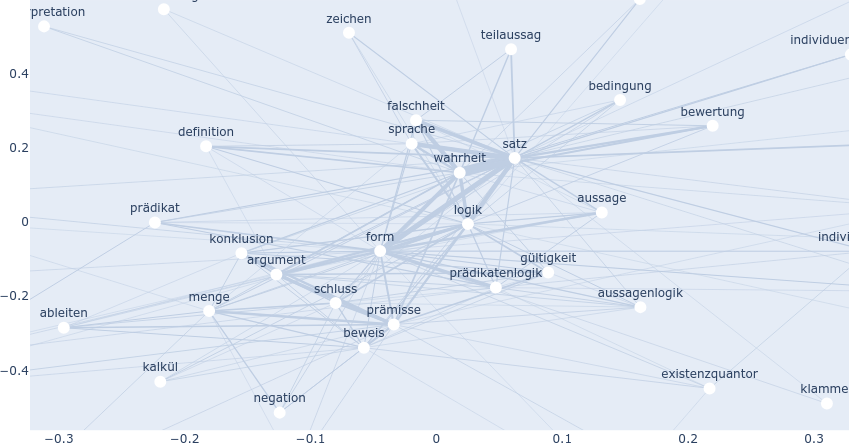 pretation
zeichen
teilaussag
individuer
0.4
bedingung
falschheit
bewertung
definition
sprache
0.2
satz
wahrheit
prädikat
aussage
logik
0
konklusion
form
indivi
argument
gültigkeit
prädikatenlogik
−0.2
menge
schluss
aussagenlogik
ableiten
prämisse
beweis
−0.4
kalkül
existenzquantor
negation
klamme
−0.3
−0.2
−0.1
0
0.1
0.2
0.3